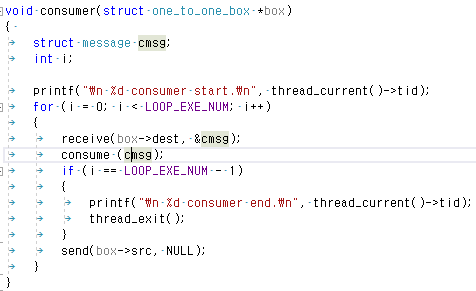 void consumer(struct one_to_one_box *box)
{
struct message cmsg;
int i;
printf("₩n %d consumer start.₩n", thread_current()->tid);
for (i = 0; i < LOOP_EXE_NUM; i++)
{
receive(box->dest, &cmsg);
consume (cmsg);
if (i == LOOP_EXE_NUM - 1)
{
printf("₩n %d consumer end.₩n", thread_current()->tid);
thread_exit();
}
send(box->src, NULL);
}
}